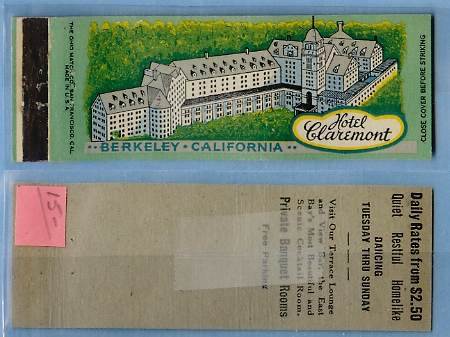 THE OHIO MATCH CO. SAN FRANCISCO, CAL.
MADE IN U.S.A.
Hotel
Claremont
BERKELEY · CALIFORNIA
CLOSE COVER BEFORE STRIKING
15-
Daily Rates from $2.50
Quiet Restful Homelike
DANCING
TUESDAY THRU SUNDAY
Visit Our Terrace Lounge
and View Bar, the East
Bay's Most Beautiful and
Scenic Cocktail Room.
Private Banquet Rooms
Free Parking